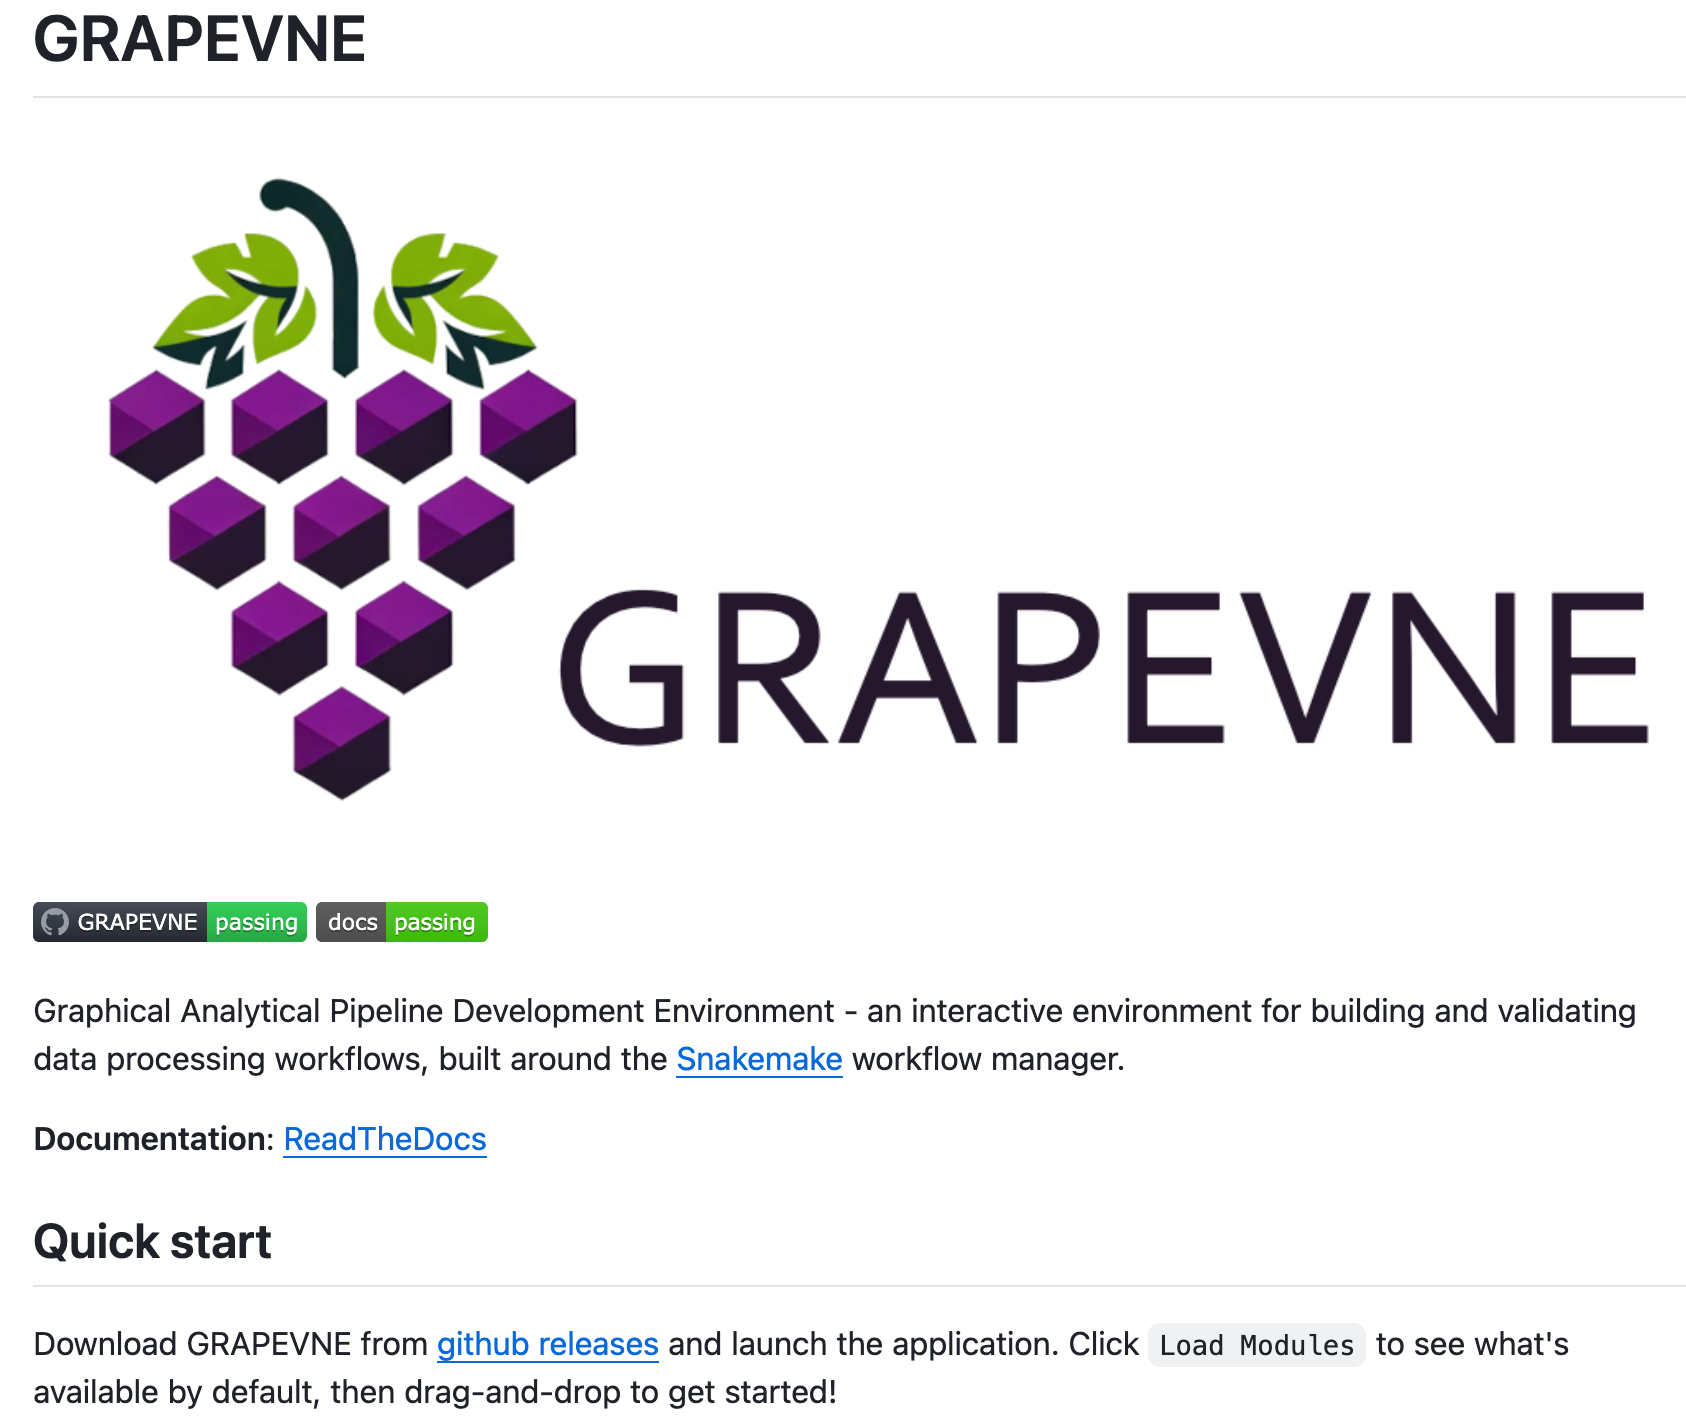 GRAPEVNE
GRAPEVNE
GRAPEVNE passing docs passing
Graphical Analytical Pipeline Development Environment - an interactive environment for building and validating
data processing workflows, built around the Snakemake workflow manager.
Documentation: ReadTheDocs
Quick start
Download GRAPEVNE from github releases and launch the application. Click Load Modules to see what's
available by default, then drag-and-drop to get started!